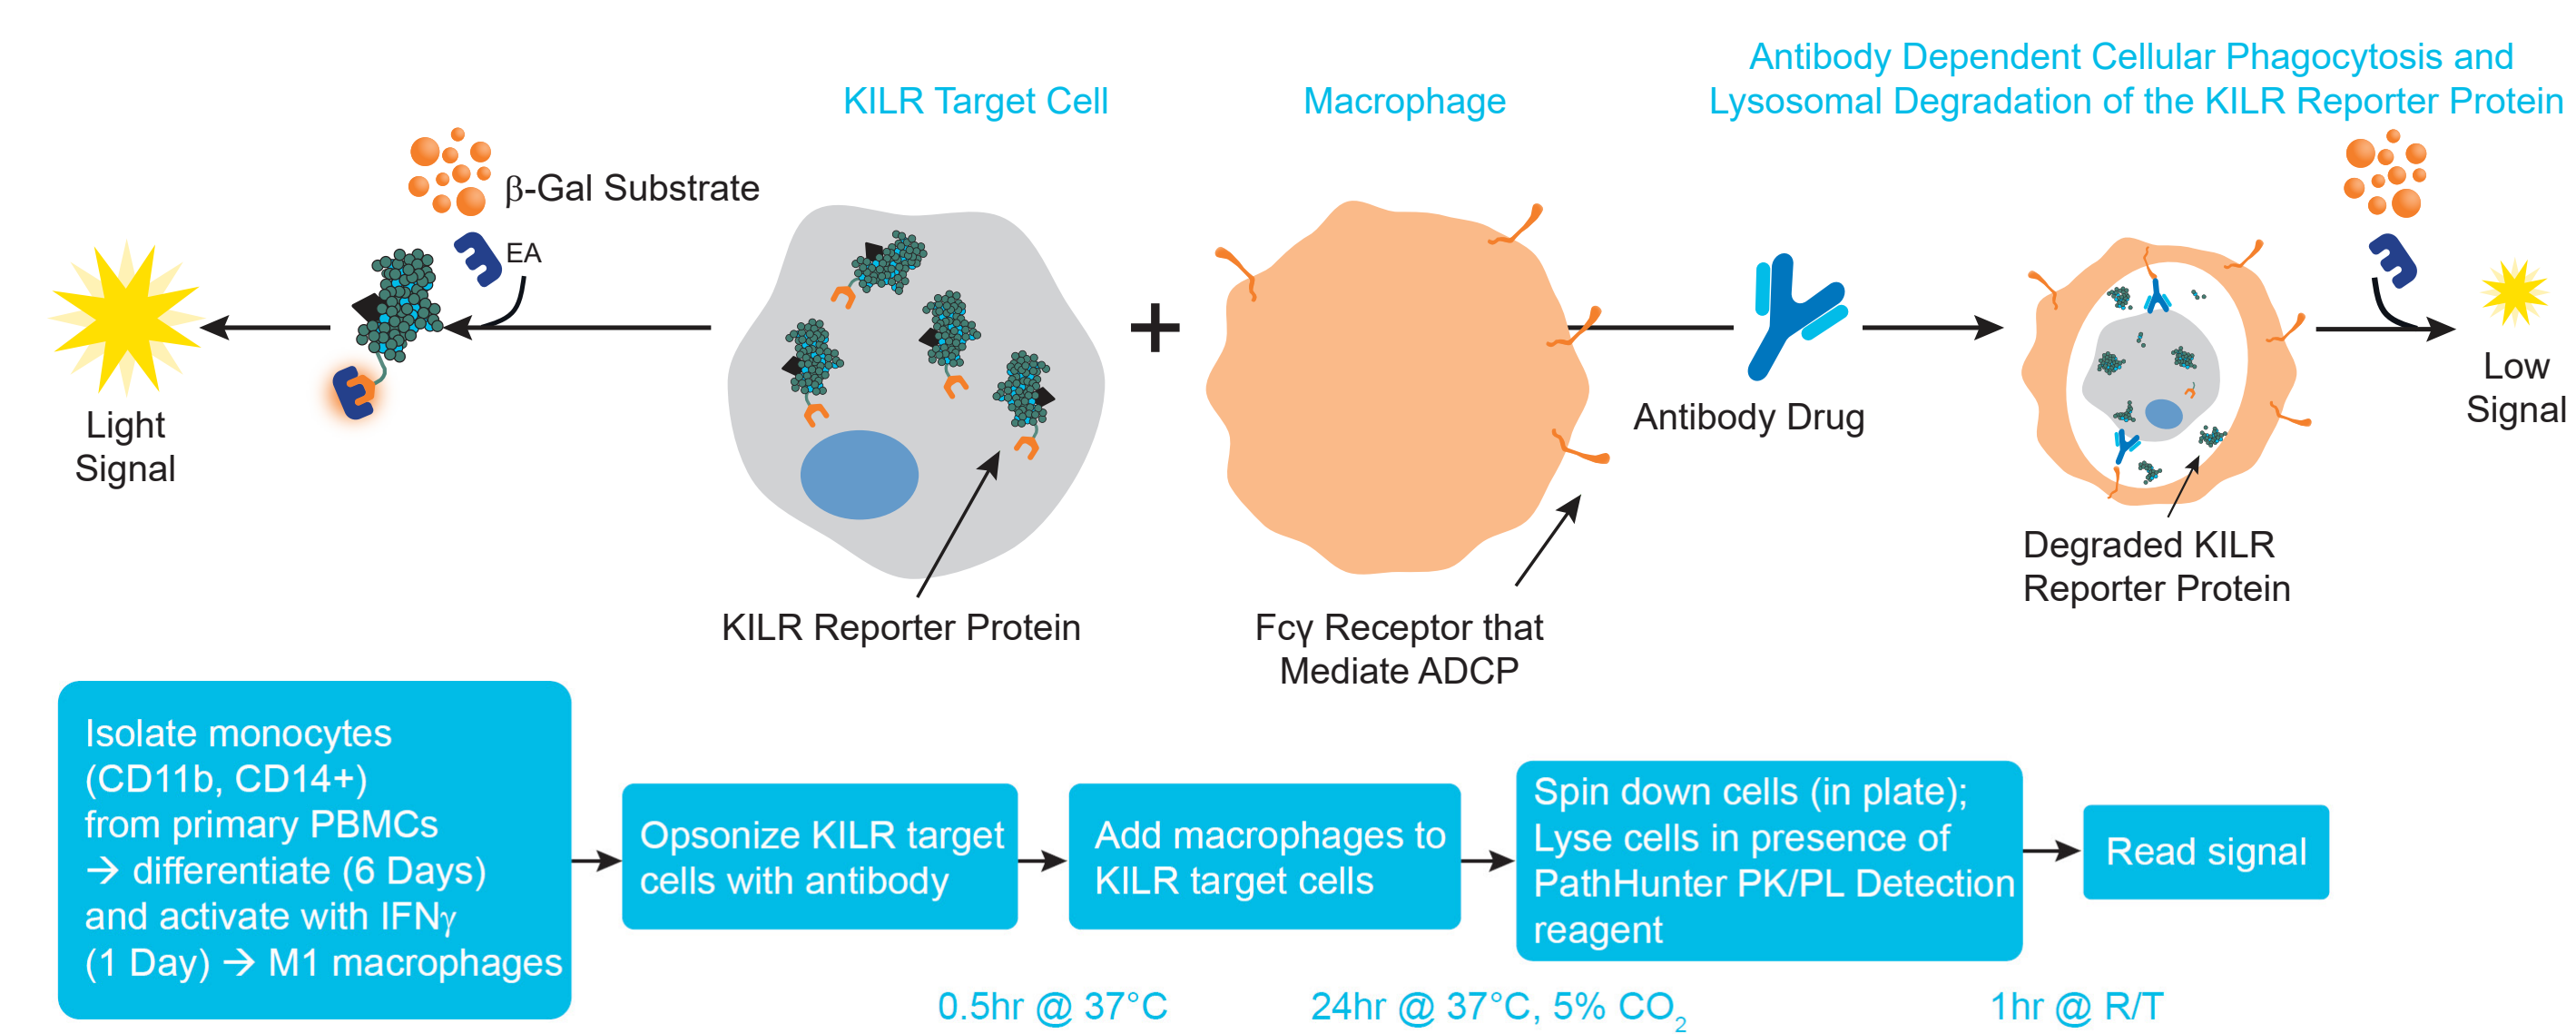 Antibody Dependent Cellular Phagocytosis and
KILR Target Cell
Macrophage
Lysosomal Degradation of the KILR Reporter Protein
β-Gal Substrate
EA
Light
Signal
Antibody Drug
Low
Signal
KILR Reporter Protein
Fcγ Receptor that
Mediate ADCP
Degraded KILR
Reporter Protein
Isolate monocytes
(CD11b, CD14+)
from primary PBMCs
→ differentiate (6 Days)
and activate with IFNγ
(1 Day) → M1 macrophages
Opsonize KILR target
cells with antibody
Add macrophages to
KILR target cells
Spin down cells (in plate);
Lyse cells in presence of
PathHunter PK/PL Detection
reagent
Read signal
0.5hr @ 37°C
24hr @ 37°C, 5% CO₂
1hr @ R/T